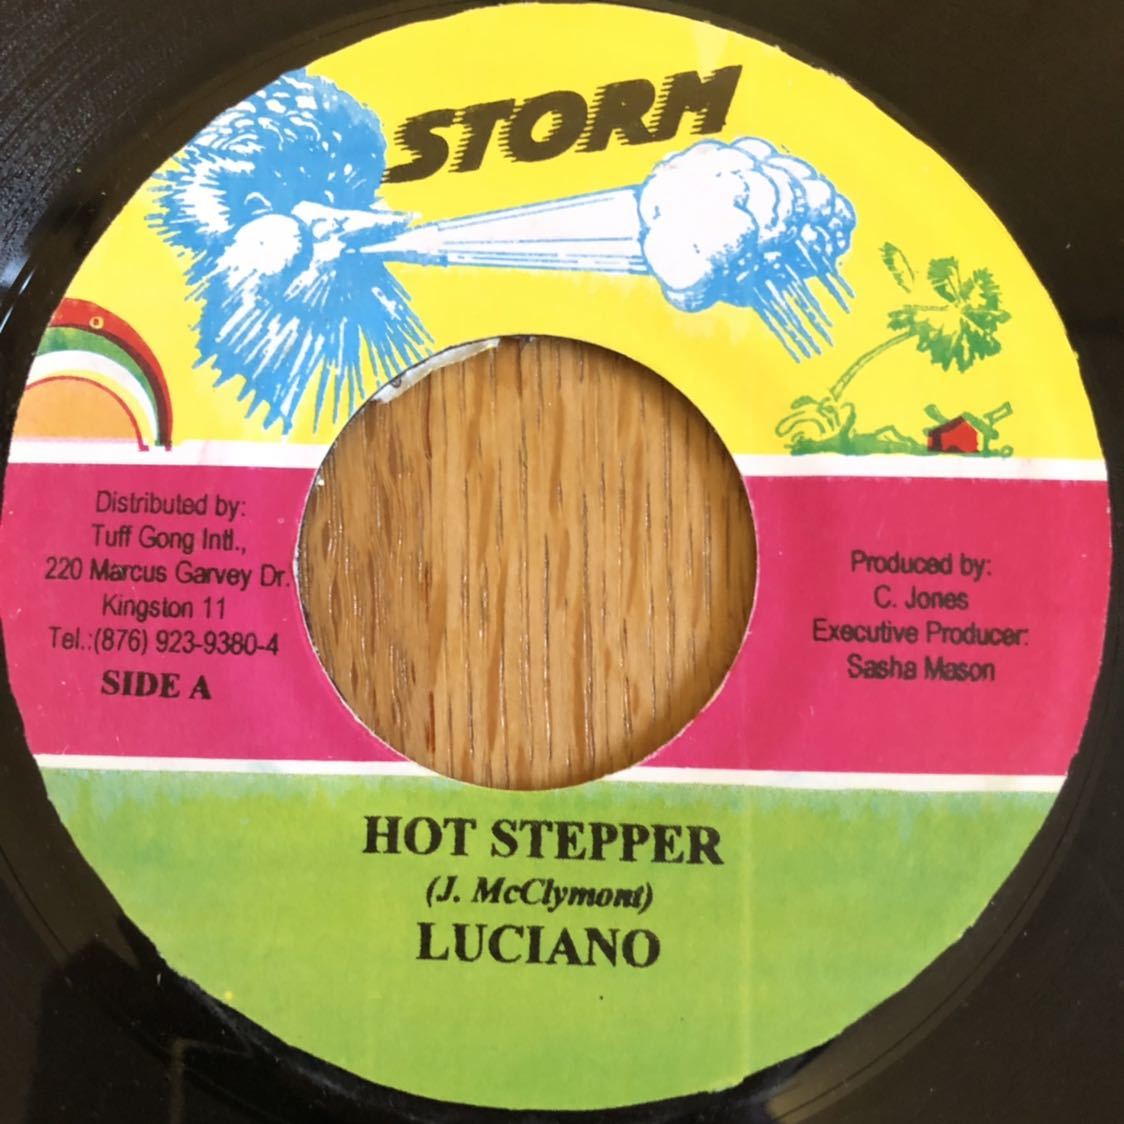 STORM
Distributed by:
Tuff Gong Intl.,
220 Marcus Garvey Dr.
Kingston 11
Tel.:(876) 923-9380-4
SIDE A
Produced by:
C. Jones
Executive Producer:
Sasha Mason
HOT STEPPER
(J. McClymont)
LUCIANO